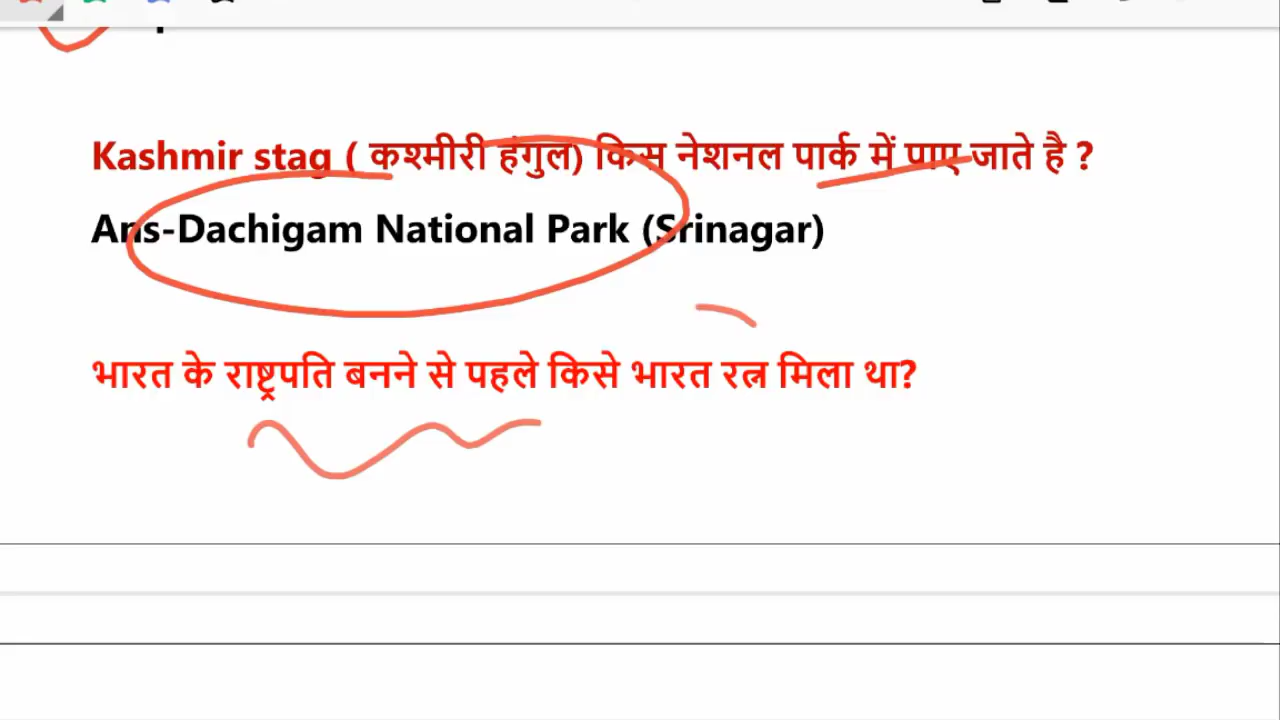 Kashmir stag ( कश्मीरी हंगुल) किस नेशनल पार्क में पाए जाते है ?
Ans-Dachigam National Park (Srinagar)
भारत के राष्ट्रपति बनने से पहले किसे भारत रत्न मिला था?